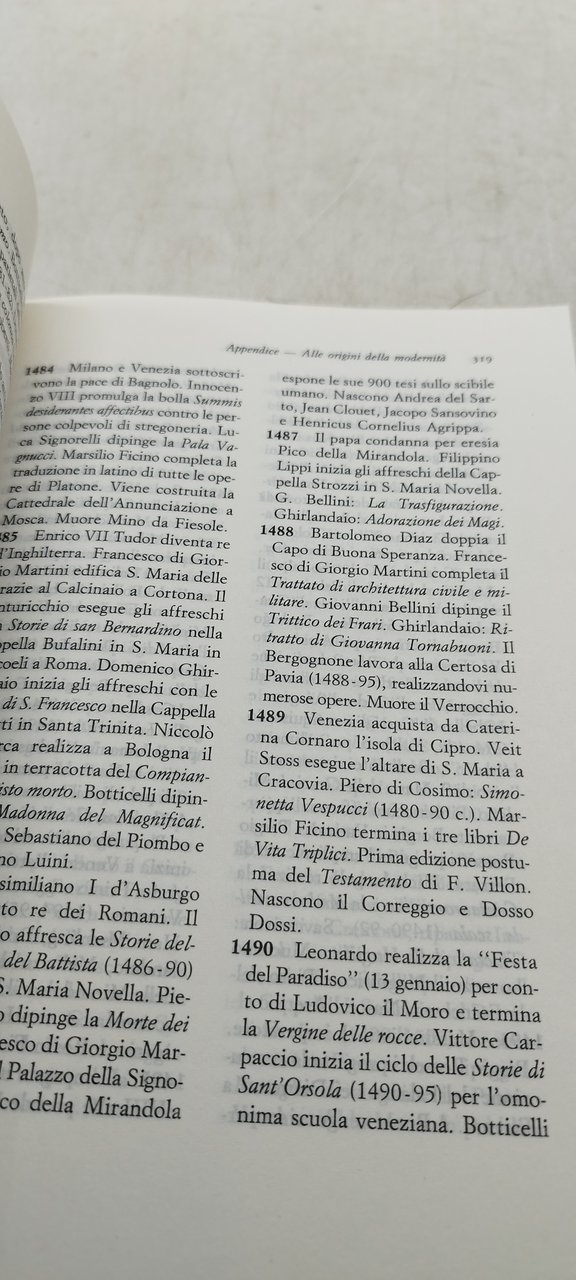 Appendice — Alle origini della modernità 319
1484 Milano e Venezia sottoscri-
vono la pace di Bagnolo. Innocen-
zo VIII promulga la bolla Summis
desiderantes affectibus contro le per-
sone colpevoli di stregoneria. Lu-
ca Signorelli dipinge la Pala Va-
gnucci. Marsilio Ficino completa la
traduzione in latino di tutte le ope-
re di Platone. Viene costruita la
Cattedrale dell'Annunciazione a
Mosca. Muore Mino da Fiesole.
85 Enrico VII Tudor diventa re
d'Inghilterra. Francesco di Gior-
io Martini edifica S. Maria delle
razie al Calcinaio a Cortona. Il
nturicchio esegue gli affreschi
Storie di san Bernardino nella
ppella Bufalini in S. Maria in
coeli a Roma. Domenico Ghir-
aio inizia gli affreschi con le
di S. Francesco nella Cappella
ti in Santa Trinita. Niccolò
rca realizza a Bologna il
in terracotta del Compian-
isto morto. Botticelli dipin-
Madonna del Magnificat.
Sebastiano del Piombo e
no Luini.
similiano I d'Asburgo
to re dei Romani. Il
o affresca le Storie del-
del Battista (1486-90)
S. Maria Novella. Pie-
o dipinge la Morte dei
esco di Giorgio Mar-
l Palazzo della Signo-
co della Mirandola
espone le sue 900 tesi sullo scibile
umano. Nascono Andrea del Sar-
to, Jean Clouet, Jacopo Sansovino
e Henricus Cornelius Agrippa.
1487 Il papa condanna per eresia
Pico della Mirandola. Filippino
Lippi inizia gli affreschi della Cap-
pella Strozzi in S. Maria Novella.
G. Bellini: La Trasfigurazione.
Ghirlandaio: Adorazione dei Magi.
1488 Bartolomeo Diaz doppia il
Capo di Buona Speranza. France-
sco di Giorgio Martini completa il
Trattato di architettura civile e mi-
litare. Giovanni Bellini dipinge il
Trittico dei Frari. Ghirlandaio: Ri-
tratto di Giovanna Tornabuoni. Il
Bergognone lavora alla Certosa di
Pavia (1488-95), realizzandovi nu-
merose opere. Muore il Verrocchio.
1489 Venezia acquista da Cateri-
na Cornaro l'isola di Cipro. Veit
Stoss esegue l'altare di S. Maria a
Cracovia. Piero di Cosimo: Simo-
netta Vespucci (1480-90 c.). Mar-
silio Ficino termina i tre libri De
Vita Triplici. Prima edizione postu-
ma del Testamento di F. Villon.
Nascono il Correggio e Dosso
Dossi.
1490 Leonardo realizza la “Festa
del Paradiso” (13 gennaio) per con-
to di Ludovico il Moro e termina
la Vergine delle rocce. Vittore Car-
paccio inizia il ciclo delle Storie di
Sant'Orsola (1490-95) per l'omo-
nima scuola veneziana. Botticelli